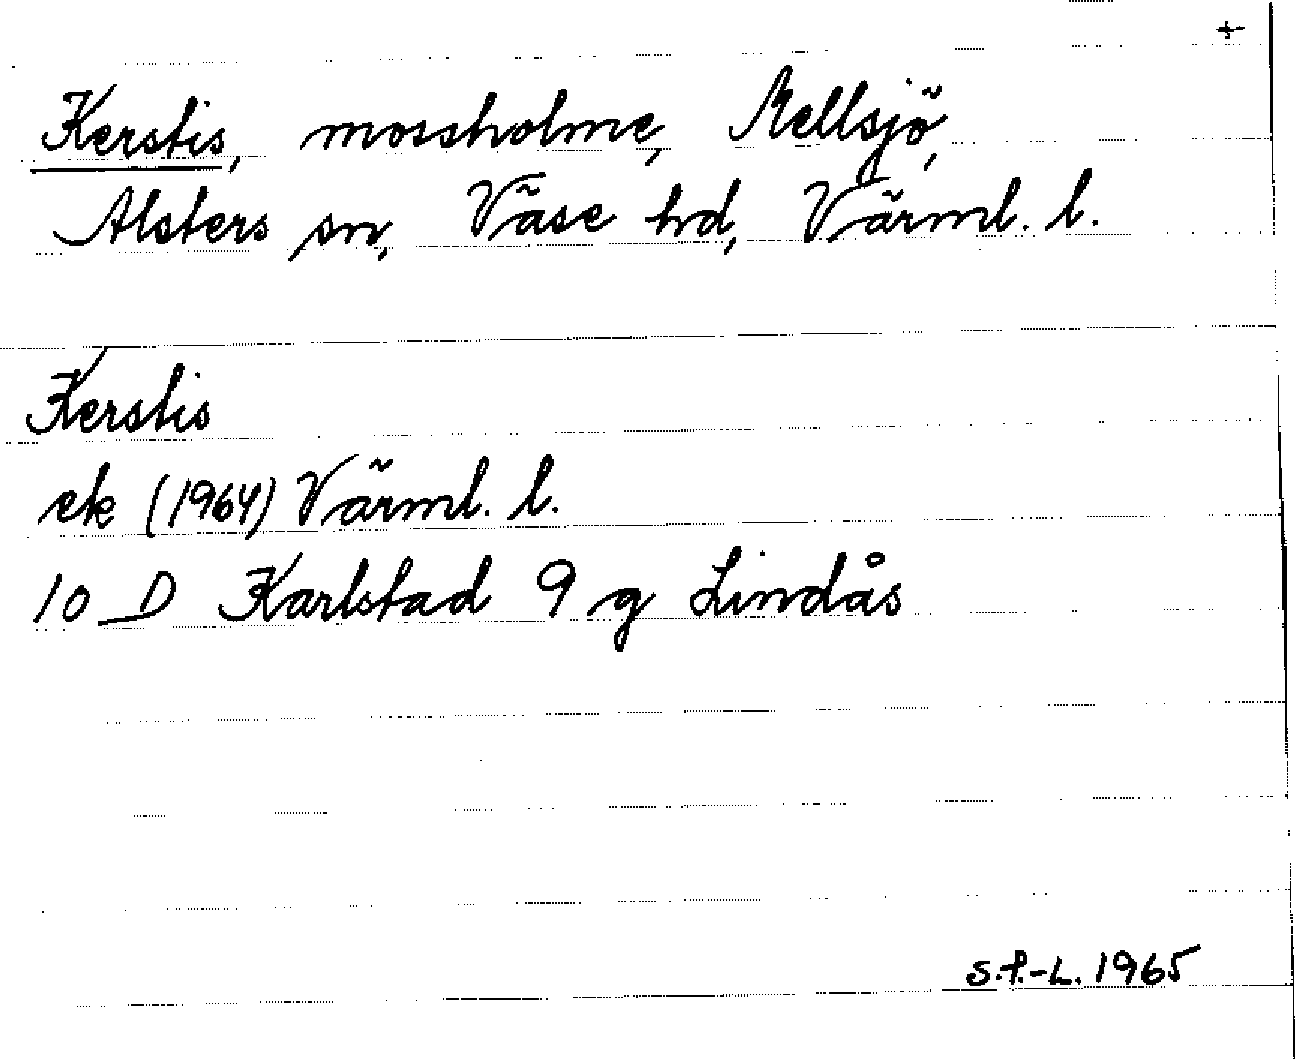 +
Kerstis, mossholme, Mellsjö,
Alsters sn, Väse hd, Värml. l.
Kerstis
ek (1964) Värml. l.
10 D Karlstad 9 g Lindås
S.F.-L. 1965